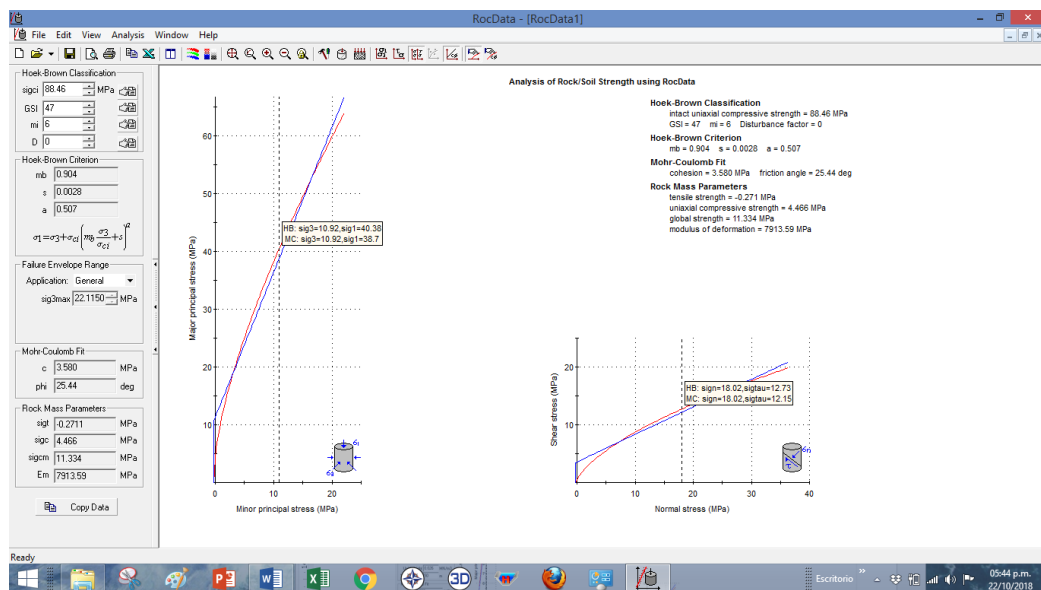 RocData - [RocData1]
File Edit View Analysis Window Help
Hoek-Brown Classification
sigci 88.46 MPa
GSI 47
mi 6
D 0
Hoek-Brown Criterion
mb 0.904
s 0.0028
a 0.507
σ1=σ3+σci(mb σ3/σci+s)^a
Failure Envelope Range
Application: General
sig3max 22.1150 MPa
Mohr-Coulomb Fit
c 3.580 MPa
phi 25.44 deg
Rock Mass Parameters
sigt -0.2711 MPa
sigc 4.466 MPa
sigcm 11.334 MPa
Em 7913.59 MPa
Copy Data
Analysis of Rock/Soil Strength using RocData
Hoek-Brown Classification
intact uniaxial compressive strength = 88.46 MPa
GSI = 47 mi = 6 Disturbance factor = 0
Hoek-Brown Criterion
mb = 0.904 s = 0.0028 a = 0.507
Mohr-Coulomb Fit
cohesion = 3.580 MPa friction angle = 25.44 deg
Rock Mass Parameters
tensile strength = -0.271 MPa
uniaxial compressive strength = 4.466 MPa
global strength = 11.334 MPa
modulus of deformation = 7913.59 MPa
Major principal stress (MPa)
60
50
40
30
20
10
HB: sig3=10.92,sig1=40.38
MC: sig3=10.92,sig1=38.7
0 10 20
Minor principal stress (MPa)
Shear stress (MPa)
20
10
HB: sign=18.02,sigtau=12.73
MC: sign=18.02,sigtau=12.15
0 10 20 30 40
Normal stress (MPa)
Ready
3D
Escritorio
05:44 p.m.
22/10/2018